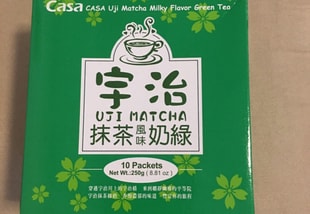 Casa CASA Uji Matcha Milky Flavor Green Tea
宇治
UJI MATCHA
抹茶風味奶綠
10 Packets
Net Wt.:250g ( 8.81 oz )